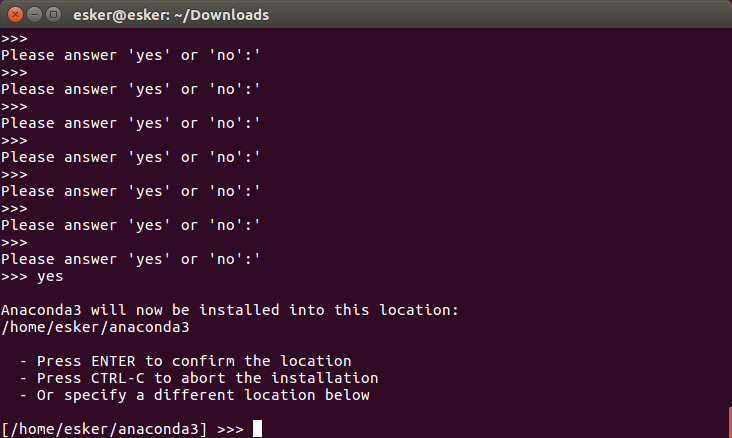 esker@esker: ~/Downloads
>>>
Please answer 'yes' or 'no':'
>>>
Please answer 'yes' or 'no':'
>>>
Please answer 'yes' or 'no':'
>>>
Please answer 'yes' or 'no':'
>>>
Please answer 'yes' or 'no':'
>>>
Please answer 'yes' or 'no':'
>>>
Please answer 'yes' or 'no':'
>>> yes
Anaconda3 will now be installed into this location:
/home/esker/anaconda3
- Press ENTER to confirm the location
- Press CTRL-C to abort the installation
- Or specify a different location below
[/home/esker/anaconda3] >>>